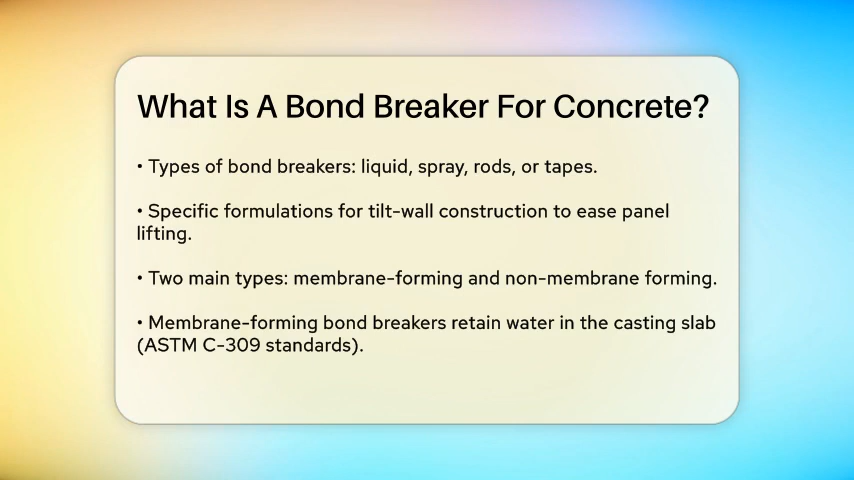 What Is A Bond Breaker For Concrete?
• Types of bond breakers: liquid, spray, rods, or tapes.
• Specific formulations for tilt-wall construction to ease panel
lifting.
• Two main types: membrane-forming and non-membrane forming.
• Membrane-forming bond breakers retain water in the casting slab
(ASTM C-309 standards).